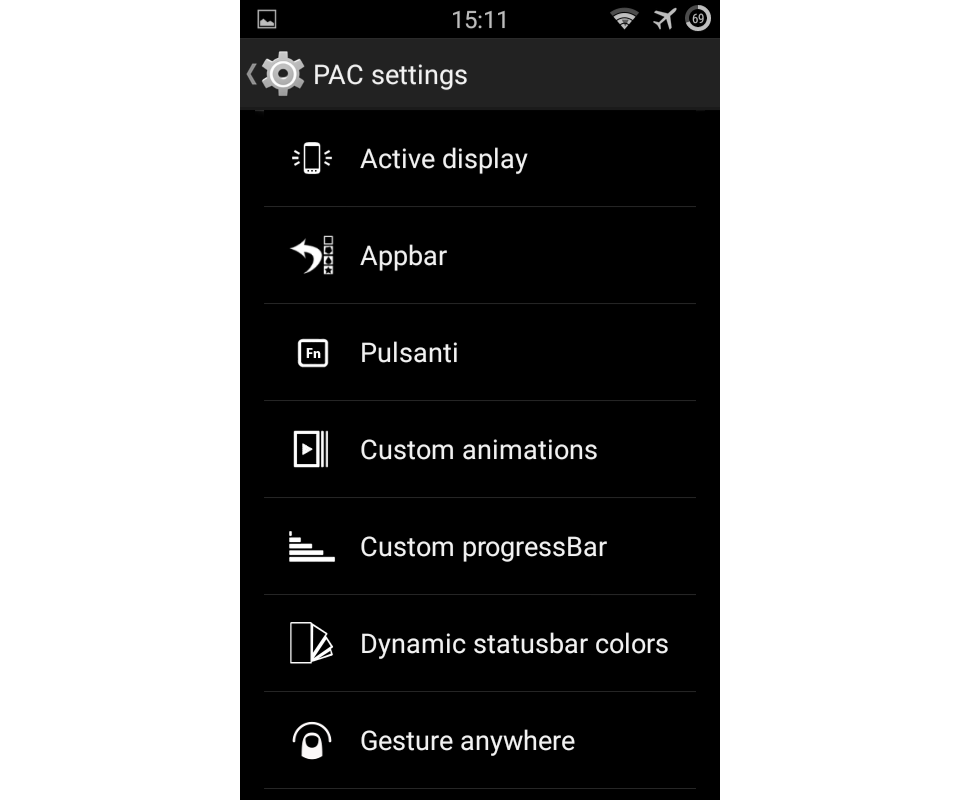 15:11
69
PAC settings
Active display
Appbar
Fn
Pulsanti
Custom animations
Custom progressBar
Dynamic statusbar colors
Gesture anywhere